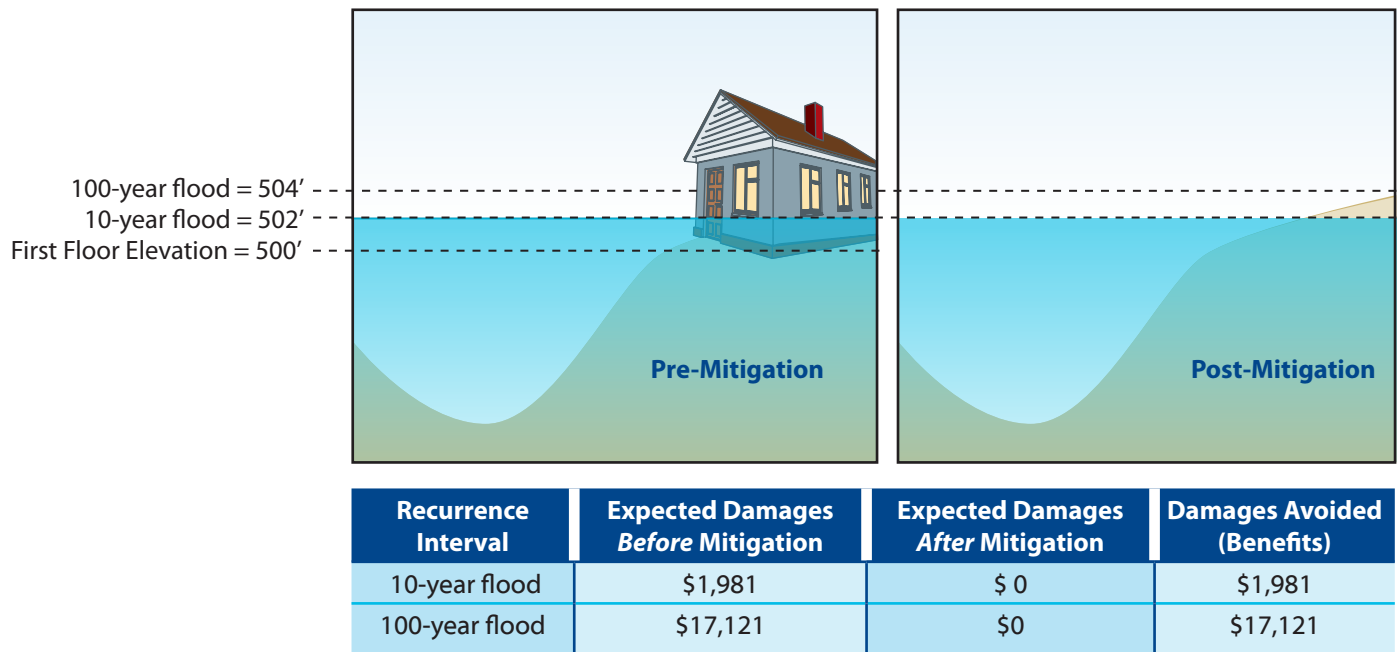 100-year flood = 504’
10-year flood = 502’
First Floor Elevation = 500’
Pre-Mitigation
Post-Mitigation
Recurrence Interval
Expected Damages Before Mitigation
Expected Damages After Mitigation
Damages Avoided (Benefits)
10-year flood $1,981 $ 0 $1,981
100-year flood $17,121 $0 $17,121